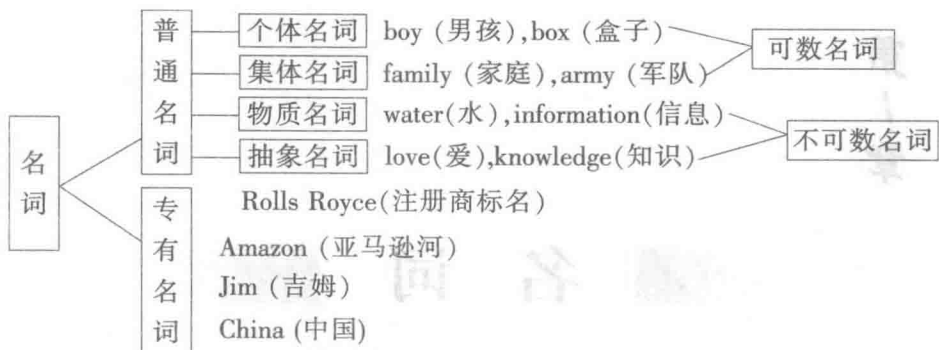 名词
普通名词
个体名词 boy (男孩),box (盒子)
可数名词
集体名词 family (家庭),army (军队)
物质名词 water(水),information(信息)
不可数名词
抽象名词 love(爱),knowledge(知识)
专有名词
Rolls Royce(注册商标名)
Amazon (亚马逊河)
Jim (吉姆)
China (中国)